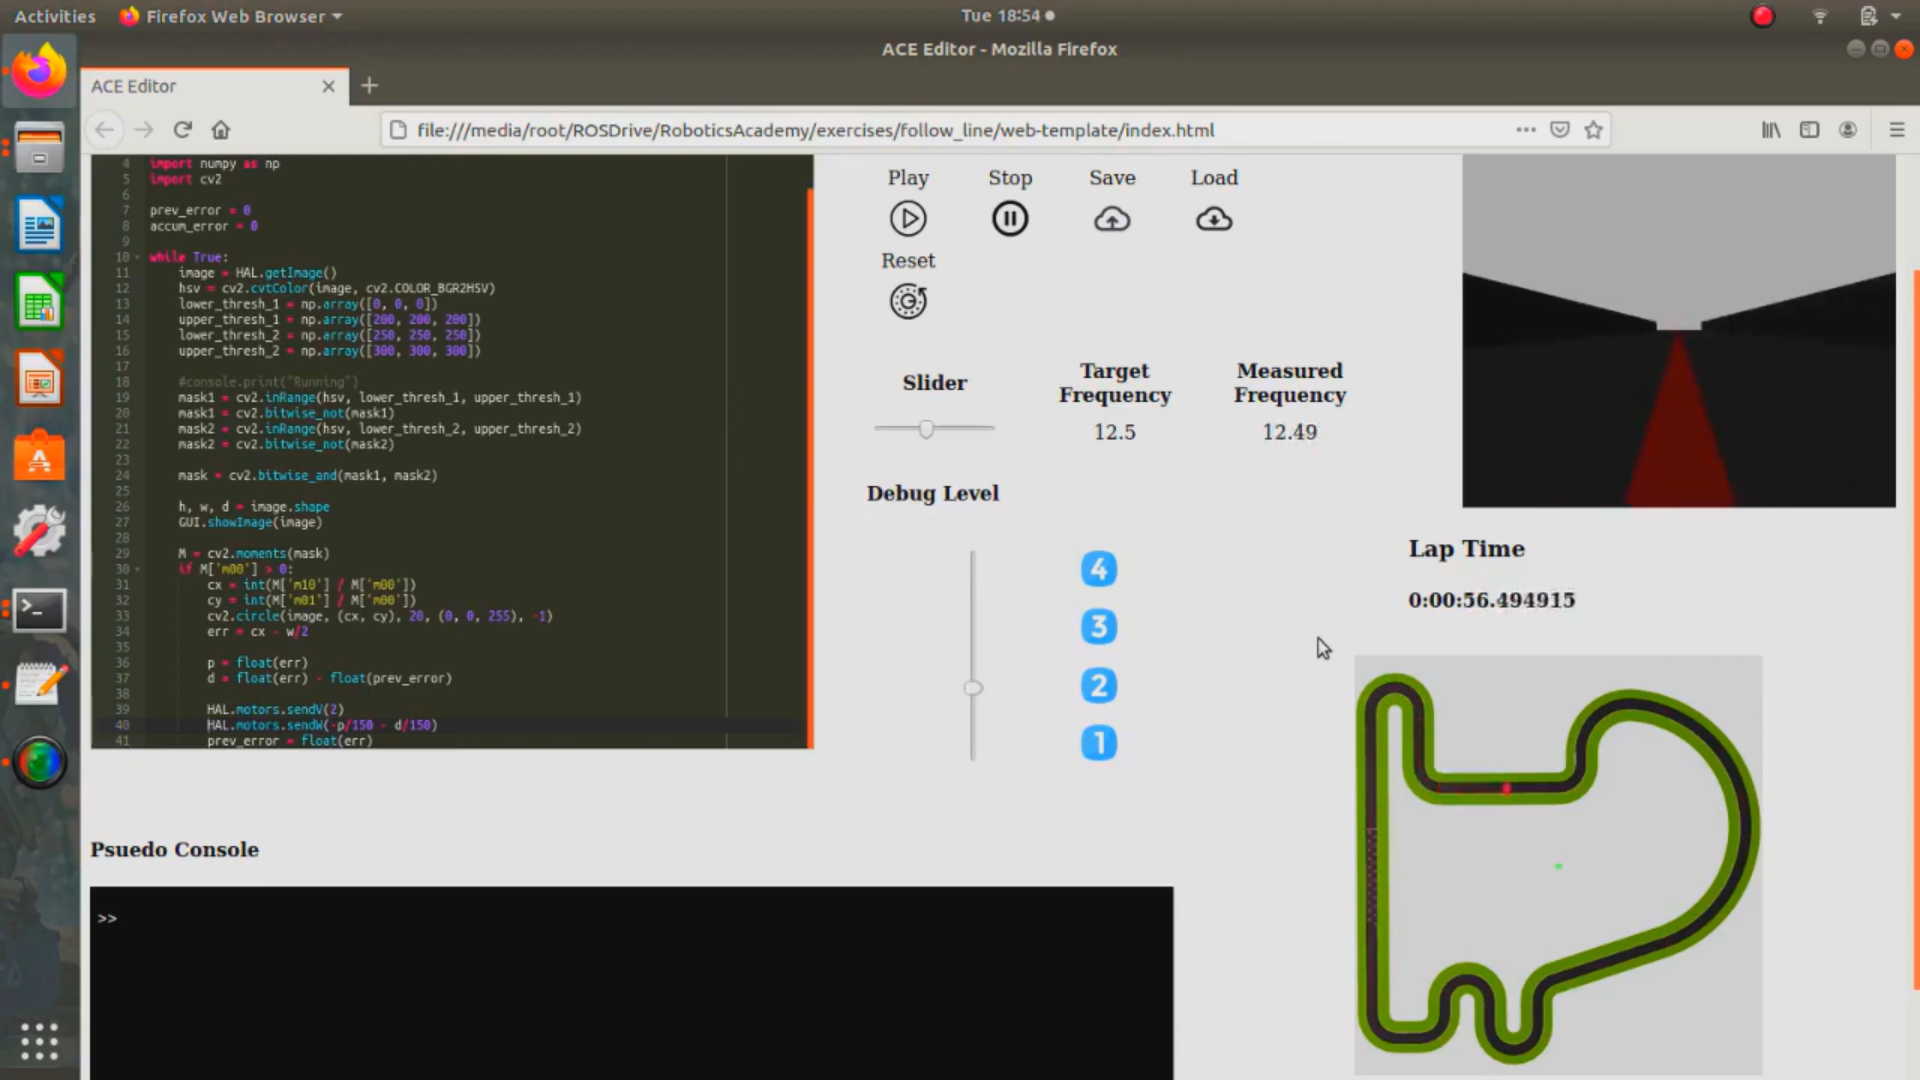 Activities
Firefox Web Browser
Tue 18:54
ACE Editor - Mozilla Firefox
ACE Editor
file:///media/root/ROSDrive/RoboticsAcademy/exercises/follow_line/web-template/index.html
4 import numpy as np
5 import cv2
6
7 prev_error = 0
8 accum_error = 0
9
10 while True:
11 image = HAL.getImage()
12 hsv = cv2.cvtColor(image, cv2.COLOR_BGR2HSV)
13 lower_thresh_1 = np.array([0, 0, 0])
14 upper_thresh_1 = np.array([200, 200, 200])
15 lower_thresh_2 = np.array([250, 250, 250])
16 upper_thresh_2 = np.array([300, 300, 300])
17
18 #console.print("Running")
19 mask1 = cv2.inRange(hsv, lower_thresh_1, upper_thresh_1)
20 mask1 = cv2.bitwise_not(mask1)
21 mask2 = cv2.inRange(hsv, lower_thresh_2, upper_thresh_2)
22 mask2 = cv2.bitwise_not(mask2)
23
24 mask = cv2.bitwise_and(mask1, mask2)
25
26 h, w, d = image.shape
27 GUI.showImage(image)
28
29 M = cv2.moments(mask)
30 if M['m00'] > 0:
31 cx = int(M['m10'] / M['m00'])
32 cy = int(M['m01'] / M['m00'])
33 cv2.circle(image, (cx, cy), 20, (0, 0, 255), -1)
34 err = cx - w/2
35
36 p = float(err)
37 d = float(err) - float(prev_error)
38
39 HAL.motors.sendV(2)
40 HAL.motors.sendW(-p/150 - d/150)
41 prev_error = float(err)
Play Stop Save Load
Reset
Slider
Target Frequency
12.5
Measured Frequency
12.49
Debug Level
4
3
2
1
Lap Time
0:00:56.494915
Psuedo Console
>>